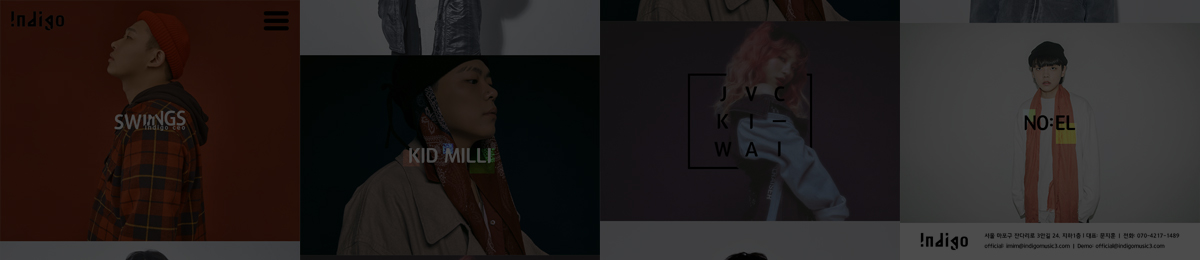 !ndigo
SWINGS
KID MILLI
J V C
K I –
W A I
NO:EL
!ndigo
서울 마포구 잔다리로 3안길 24, 지하1층 | 대표: 문지훈 | 전화: 070-4217-1489
official: imim@indigomusic3.com | Demo: official@indigomusic3.com